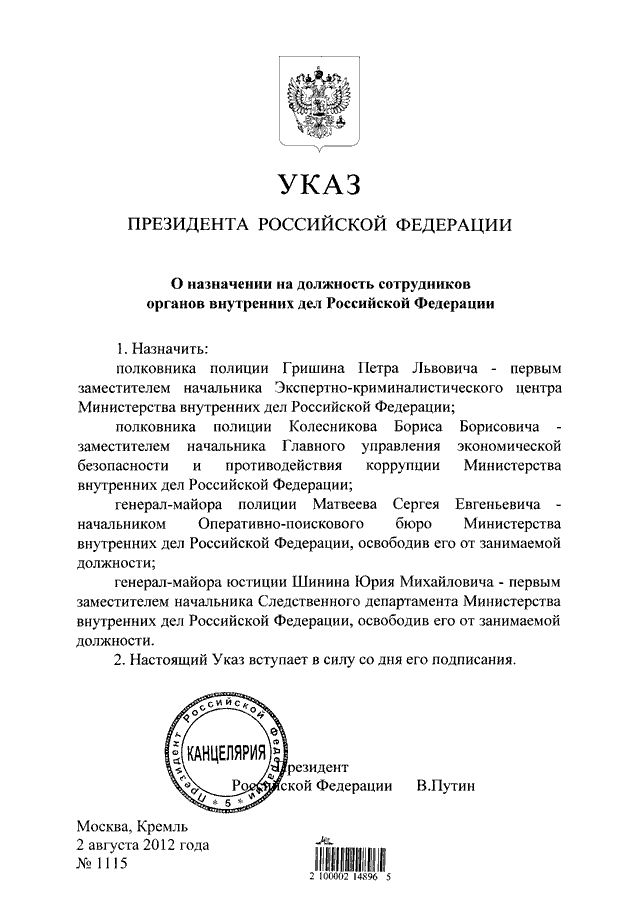 УКАЗ
ПРЕЗИДЕНТА РОССИЙСКОЙ ФЕДЕРАЦИИ
О назначении на должность сотрудников
органов внутренних дел Российской Федерации
1. Назначить:
полковника полиции Гришина Петра Львовича - первым
заместителем начальника Экспертно-криминалистического центра
Министерства внутренних дел Российской Федерации;
полковника полиции Колесникова Бориса Борисовича -
заместителем начальника Главного управления экономической
безопасности и противодействия коррупции Министерства
внутренних дел Российской Федерации;
генерал-майора полиции Матвеева Сергея Евгеньевича -
начальником Оперативно-поискового бюро Министерства
внутренних дел Российской Федерации, освободив его от занимаемой
должности;
генерал-майора юстиции Шинина Юрия Михайловича - первым
заместителем начальника Следственного департамента Министерства
внутренних дел Российской Федерации, освободив его от занимаемой
должности.
2. Настоящий Указ вступает в силу со дня его подписания.
Президент Российской Федерации
КАНЦЕЛЯРИЯ
* 5 *
Президент
Российской Федерации В.Путин
Москва, Кремль
2 августа 2012 года
№ 1115
2 100002 14896 5